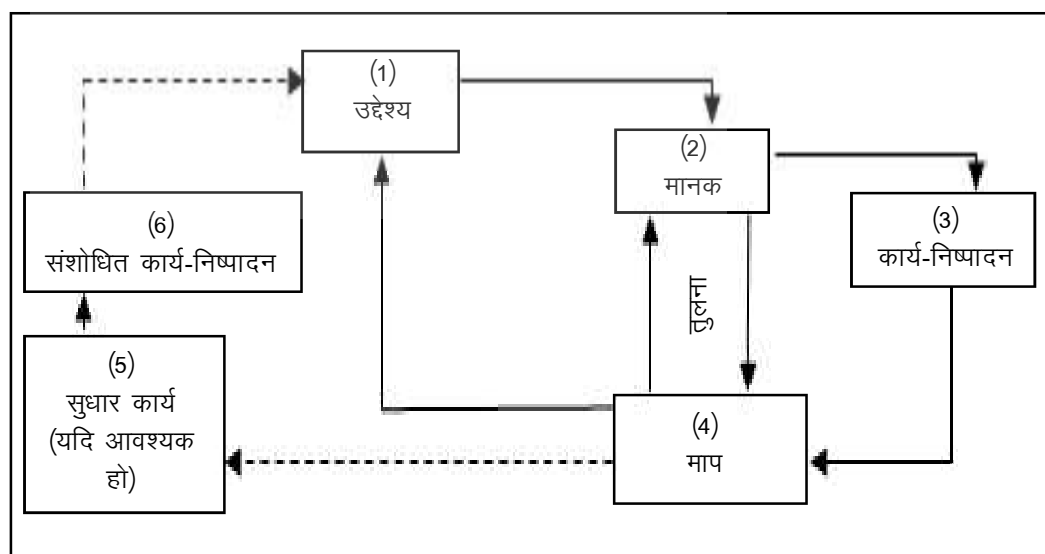 (1)
उद्देश्य
(2)
मानक
(3)
कार्य-निष्पादन
(6)
संशोधित कार्य-निष्पादन
तुलना
(5)
सुधार कार्य
(यदि आवश्यक
हो)
(4)
माप